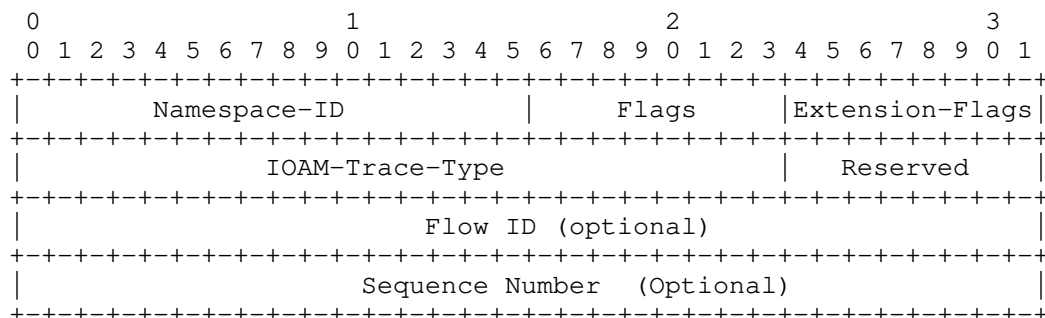 0                   1                   2                   3
0 1 2 3 4 5 6 7 8 9 0 1 2 3 4 5 6 7 8 9 0 1 2 3 4 5 6 7 8 9 0 1
+-+-+-+-+-+-+-+-+-+-+-+-+-+-+-+-+-+-+-+-+-+-+-+-+-+-+-+-+-+-+-+-+
|        Namespace-ID           |     Flags     |Extension-Flags|
+-+-+-+-+-+-+-+-+-+-+-+-+-+-+-+-+-+-+-+-+-+-+-+-+-+-+-+-+-+-+-+-+
|               IOAM-Trace-Type                 |   Reserved    |
+-+-+-+-+-+-+-+-+-+-+-+-+-+-+-+-+-+-+-+-+-+-+-+-+-+-+-+-+-+-+-+-+
|                         Flow ID (optional)                    |
+-+-+-+-+-+-+-+-+-+-+-+-+-+-+-+-+-+-+-+-+-+-+-+-+-+-+-+-+-+-+-+-+
|                     Sequence Number  (Optional)               |
+-+-+-+-+-+-+-+-+-+-+-+-+-+-+-+-+-+-+-+-+-+-+-+-+-+-+-+-+-+-+-+-+